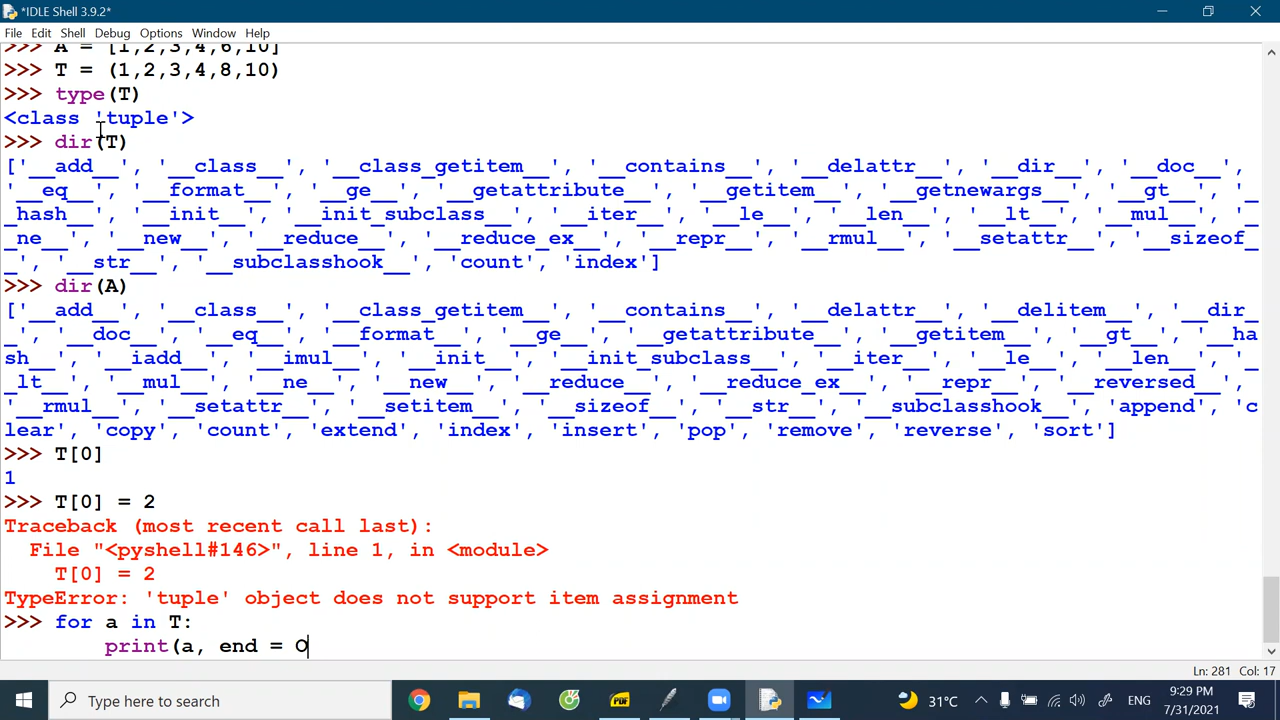 *IDLE Shell 3.9.2*
File Edit Shell Debug Options Window Help
>>> A = [1,2,3,4,6,10]
>>> T = (1,2,3,4,8,10)
>>> type(T)
<class 'tuple'>
>>> dir(T)
['__add__', '__class__', '__class_getitem__', '__contains__', '__delattr__', '__dir__', '__doc__',
'__eq__', '__format__', '__ge__', '__getattribute__', '__getitem__', '__getnewargs__', '__gt__', '_
_hash__', '__init__', '__init_subclass__', '__iter__', '__le__', '__len__', '__lt__', '__mul__', '_
_ne__', '__new__', '__reduce__', '__reduce_ex__', '__repr__', '__rmul__', '__setattr__', '__sizeof_
_', '__str__', '__subclasshook__', 'count', 'index']
>>> dir(A)
['__add__', '__class__', '__class_getitem__', '__contains__', '__delattr__', '__delitem__', '__dir_
_', '__doc__', '__eq__', '__format__', '__ge__', '__getattribute__', '__getitem__', '__gt__', '__ha
sh__', '__iadd__', '__imul__', '__init__', '__init_subclass__', '__iter__', '__le__', '__len__', '_
_lt__', '__mul__', '__ne__', '__new__', '__reduce__', '__reduce_ex__', '__repr__', '__reversed__',
'__rmul__', '__setattr__', '__setitem__', '__sizeof__', '__str__', '__subclasshook__', 'append', 'c
lear', 'copy', 'count', 'extend', 'index', 'insert', 'pop', 'remove', 'reverse', 'sort']
>>> T[0]
1
>>> T[0] = 2
Traceback (most recent call last):
File "<pyshell#146>", line 1, in <module>
T[0] = 2
TypeError: 'tuple' object does not support item assignment
>>> for a in T:
print(a, end = O
Ln: 281 Col: 17
Type here to search
31°C
ENG
9:29 PM
7/31/2021